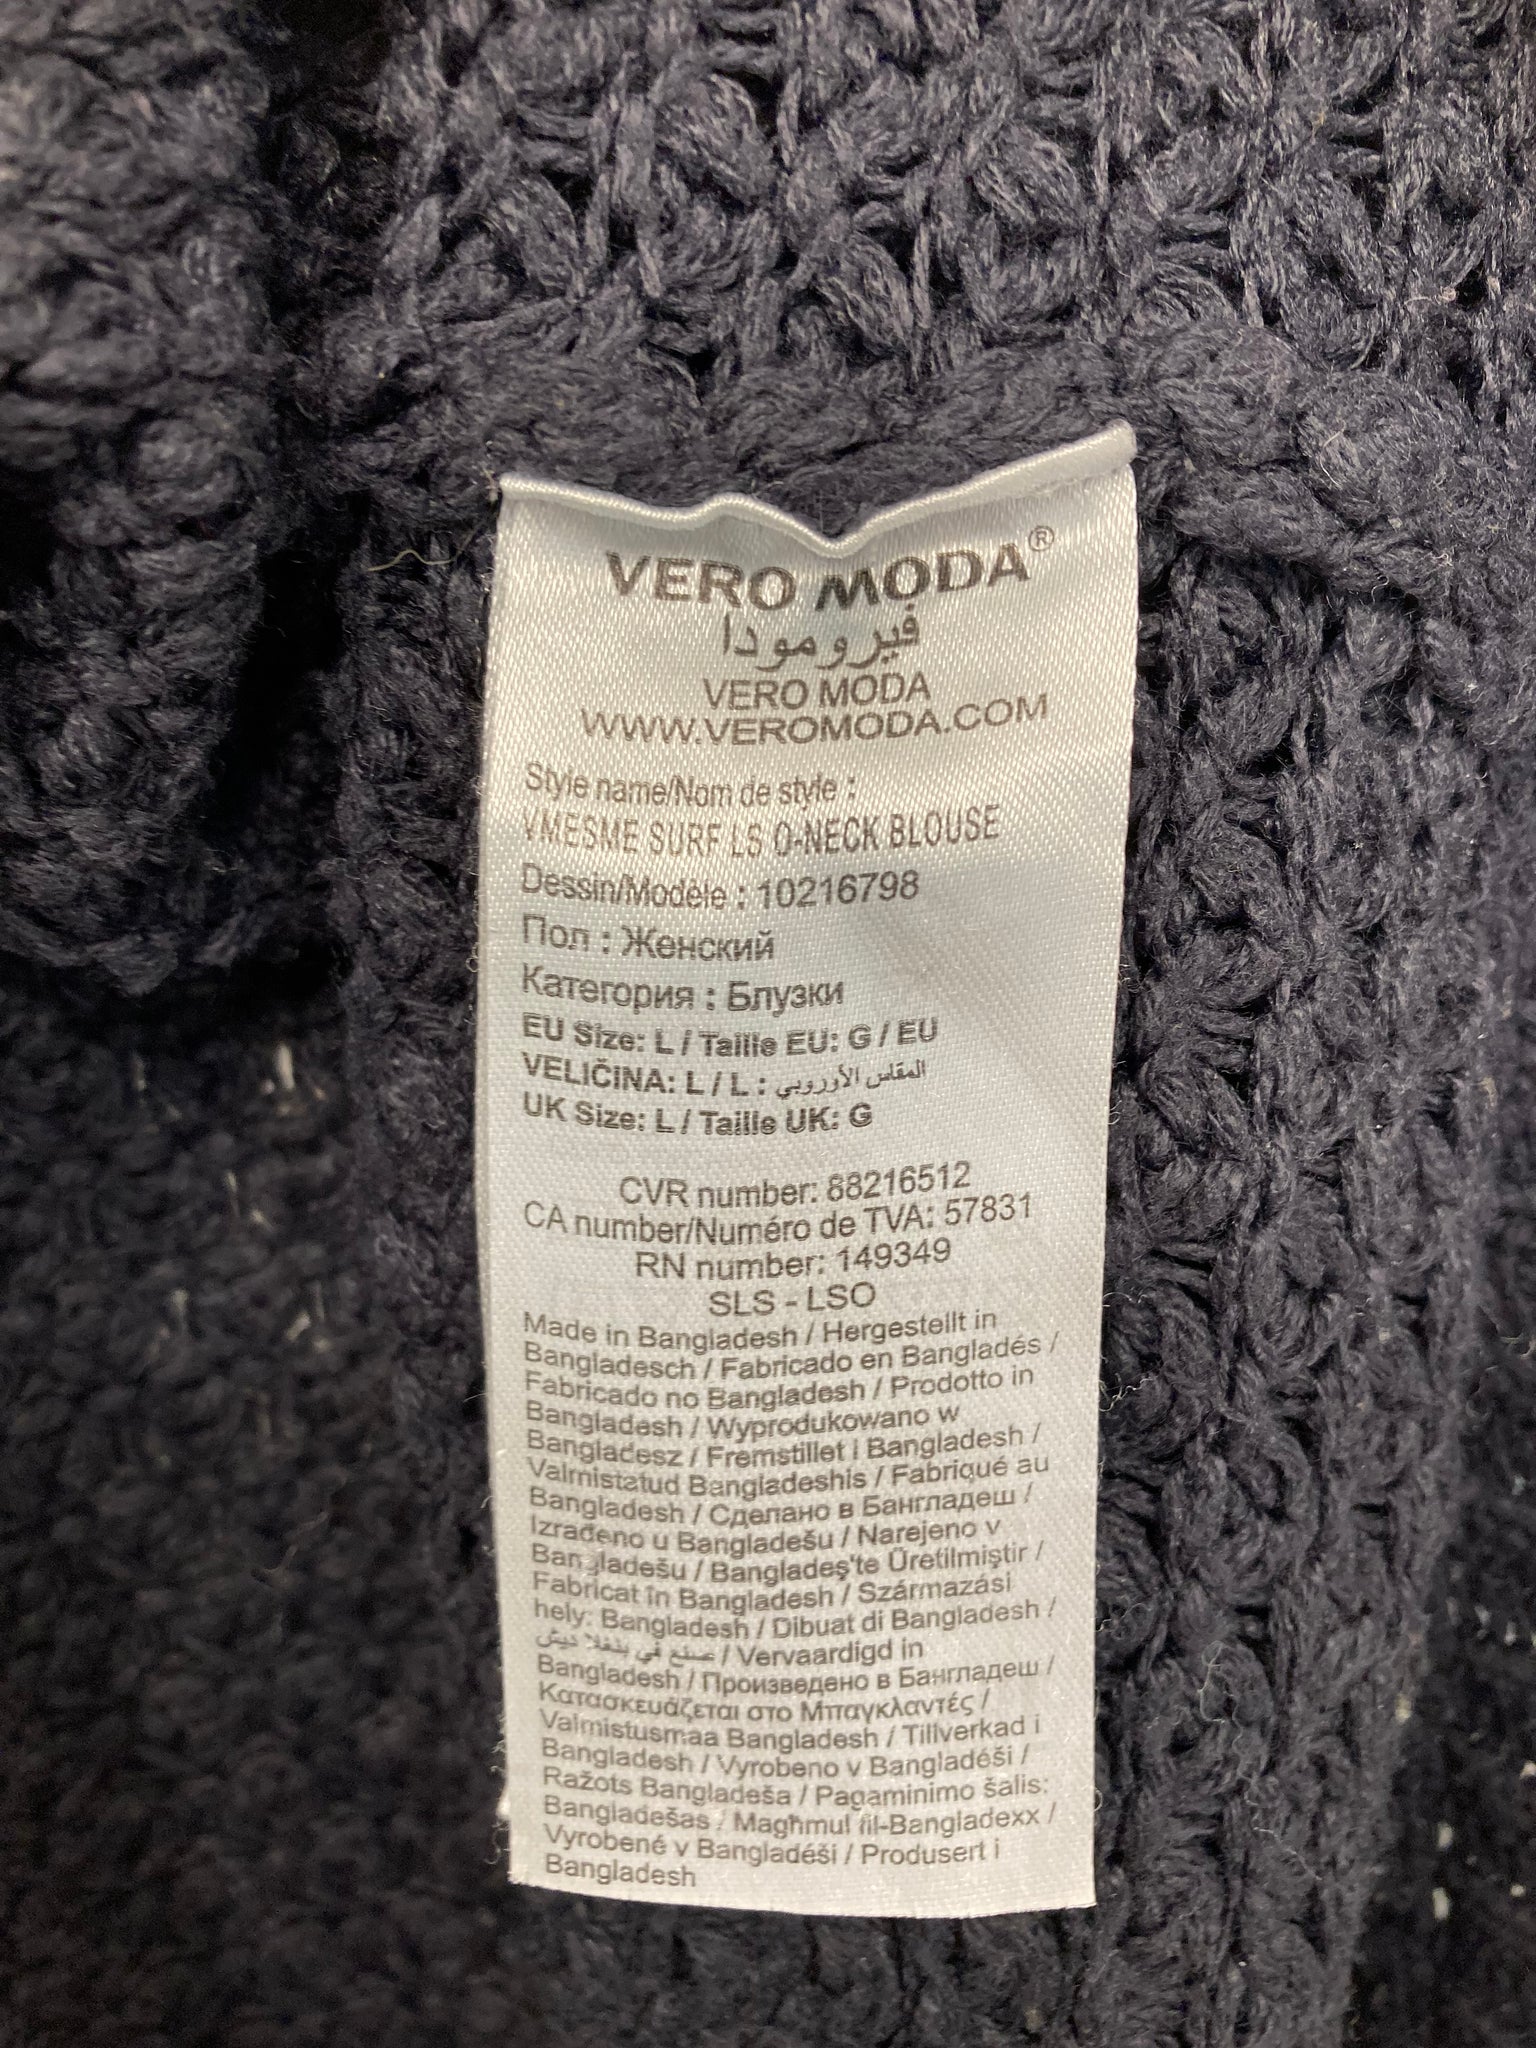 VERO MODA®
فيرومودا
VERO MODA
WWW.VEROMODA.COM
Style name/Nom de style :
VMESME SURF LS O-NECK BLOUSE
Dessin/Modèle : 10216798
Пол : Женский
Категория : Блузки
EU Size: L / Taille EU: G / EU
VELIČINA: L / L : المقاس الأوروبي
UK Size: L / Taille UK: G
CVR number: 88216512
CA number/Numéro de TVA: 57831
RN number: 149349
SLS - LSO
Made in Bangladesh / Hergestellt in
Bangladesch / Fabricado en Bangladés /
Fabricado no Bangladesh / Prodotto in
Bangladesh / Wyprodukowano w
Bangladesz / Fremstillet i Bangladesh /
Valmistatud Bangladeshis / Fabriqué au
Bangladesh / Сделано в Бангладеш /
Izrađeno u Bangladešu / Narejeno v
Bangladešu / Bangladeş'te Üretilmiştir /
Fabricat în Bangladesh / Származási
hely: Bangladesh / Dibuat di Bangladesh /
صنع في بنغلا ديش / Vervaardigd in
Bangladesh / Произведено в Бангладеш /
Κατασκευάζεται στο Μπαγκλαντές /
Valmistusmaa Bangladesh / Tillverkad i
Bangladesh / Vyrobeno v Bangladéši /
Ražots Bangladeša / Pagaminimo šalis:
Bangladešas / Magħmul fil-Bangladexx /
Vyrobené v Bangladéši / Produsert i
Bangladesh